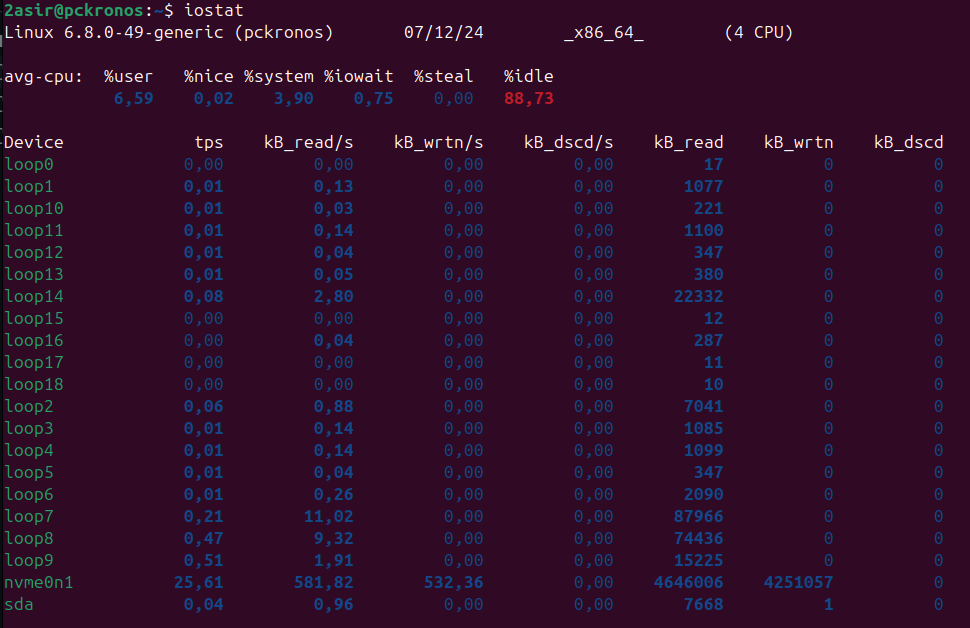 2asir@pckronos:~$ iostat
Linux 6.8.0-49-generic (pckronos) 07/12/24 _x86_64_ (4 CPU)
avg-cpu: %user %nice %system %iowait %steal %idle
6,59 0,02 3,90 0,75 0,00 88,73
Device tps kB_read/s kB_wrtn/s kB_dscd/s kB_read kB_wrtn kB_dscd
loop0 0,00 0,00 0,00 0,00 17 0 0
loop1 0,01 0,13 0,00 0,00 1077 0 0
loop10 0,01 0,03 0,00 0,00 221 0 0
loop11 0,01 0,14 0,00 0,00 1100 0 0
loop12 0,01 0,04 0,00 0,00 347 0 0
loop13 0,01 0,05 0,00 0,00 380 0 0
loop14 0,08 2,80 0,00 0,00 22332 0 0
loop15 0,00 0,00 0,00 0,00 12 0 0
loop16 0,00 0,04 0,00 0,00 287 0 0
loop17 0,00 0,00 0,00 0,00 11 0 0
loop18 0,00 0,00 0,00 0,00 10 0 0
loop2 0,06 0,88 0,00 0,00 7041 0 0
loop3 0,01 0,14 0,00 0,00 1085 0 0
loop4 0,01 0,14 0,00 0,00 1099 0 0
loop5 0,01 0,04 0,00 0,00 347 0 0
loop6 0,01 0,26 0,00 0,00 2090 0 0
loop7 0,21 11,02 0,00 0,00 87966 0 0
loop8 0,47 9,32 0,00 0,00 74436 0 0
loop9 0,51 1,91 0,00 0,00 15225 0 0
nvme0n1 25,61 581,82 532,36 0,00 4646006 4251057 0
sda 0,04 0,96 0,00 0,00 7668 1 0